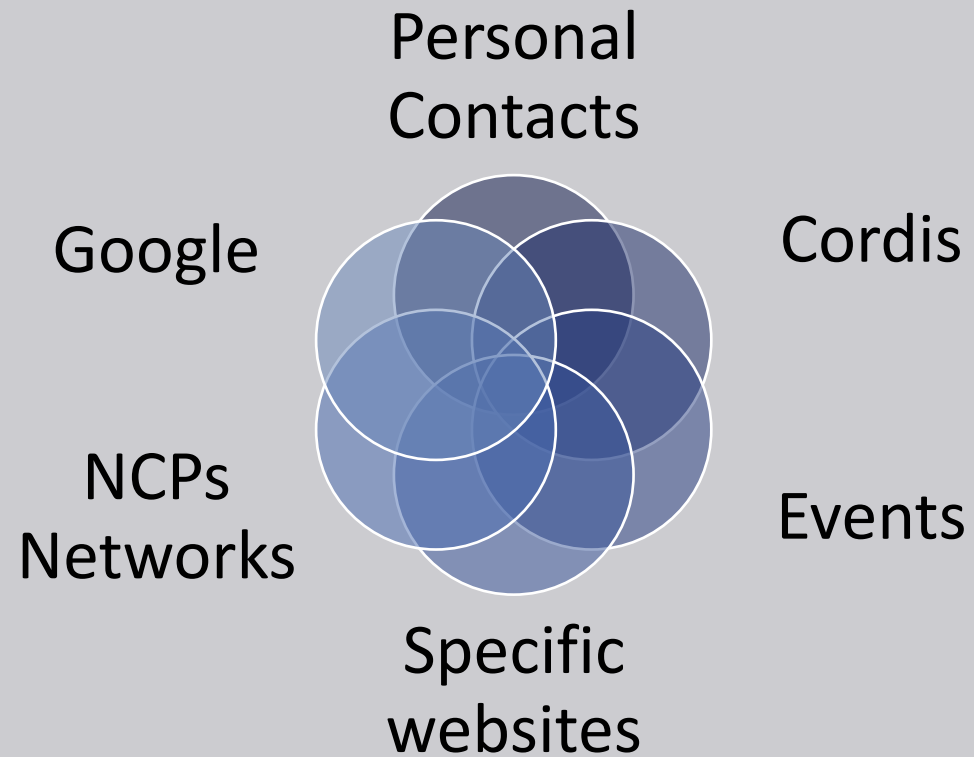 Personal
Contacts
Google
Cordis
NCPs
Networks
Events
Specific
websites